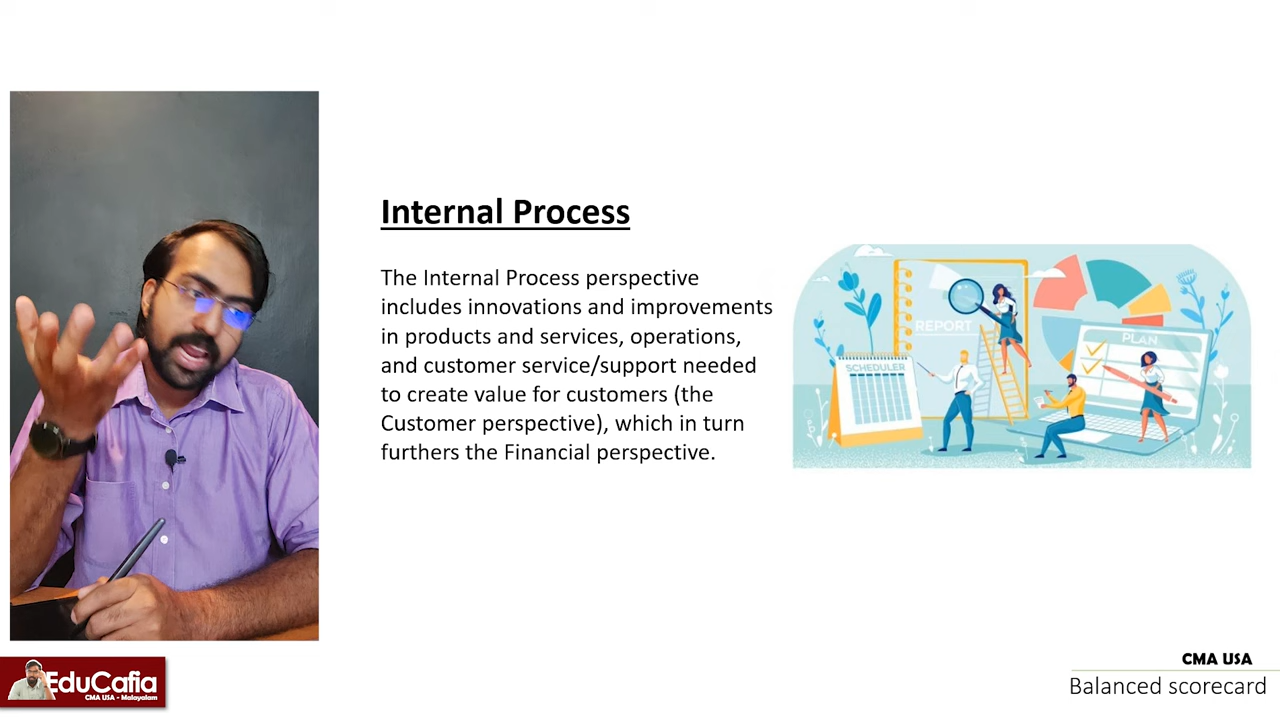 Internal Process
The Internal Process perspective
includes innovations and improvements
in products and services, operations,
and customer service/support needed
to create value for customers (the
Customer perspective), which in turn
furthers the Financial perspective.
REPORT
SCHEDULER
PLAN
EduCafia
CMA USA - Malayalam
CMA USA
Balanced scorecard